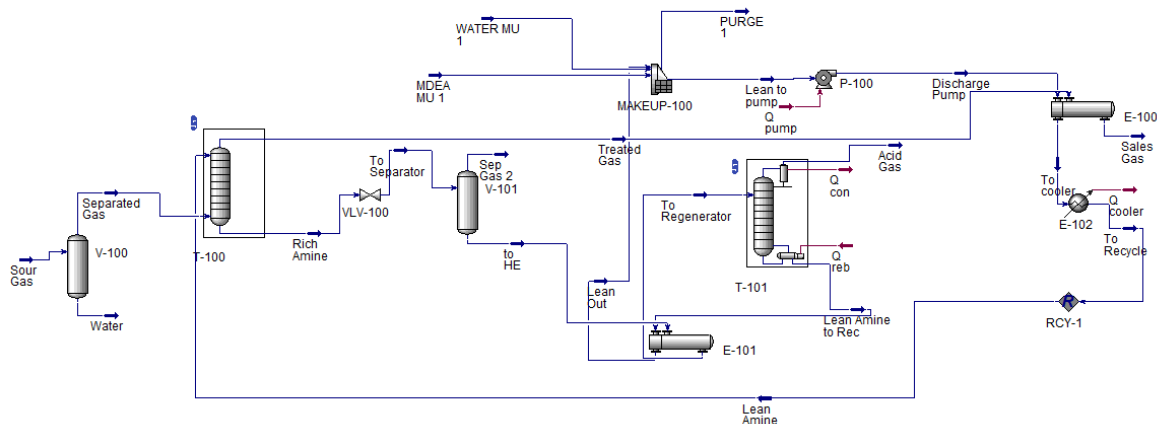 WATER MU
1
PURGE
1
MDEA
MU 1
MAKEUP-100
Lean to
pump
P-100
Q
pump
Discharge
Pump
E-100
Sales
Gas
To
Separator
Sep
Gas 2
V-101
Treated
Gas
Acid
Gas
Q
con
To
cooler
Q
cooler
E-102
To
Recycle
Separated
Gas
VLV-100
To
Regenerator
V-100
T-100
Rich
Amine
to
HE
Q
reb
Sour
Gas
Water
Lean
Out
T-101
Lean Amine
to Rec
R
RCY-1
E-101
Lean
Amine